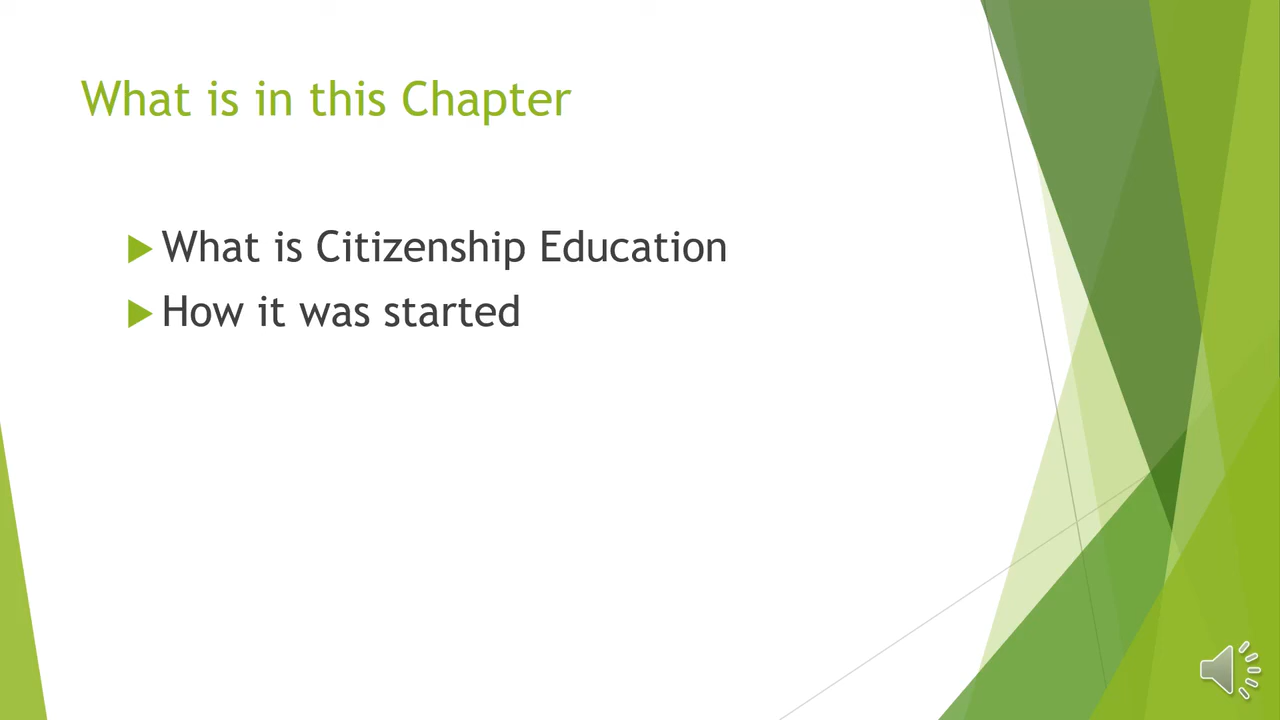 What is in this Chapter
What is Citizenship Education
How it was started